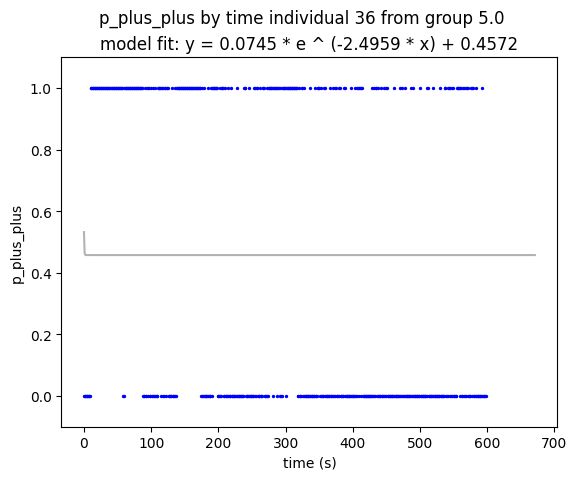 p_plus_plus by time individual 36 from group 5.0
model fit: y = 0.0745 * e ^ (-2.4959 * x) + 0.4572
1.0
0.8
0.6
0.4
0.2
0.0
p_plus_plus
0 100 200 300 400 500 600 700
time (s)